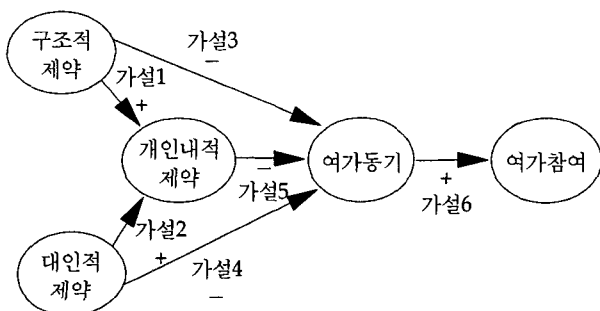 구조적
제약
가설3
−
가설1
+
개인내적
제약
−
가설5
여가동기
+
가설6
여가참여
가설2
+
가설4
−
대인적
제약